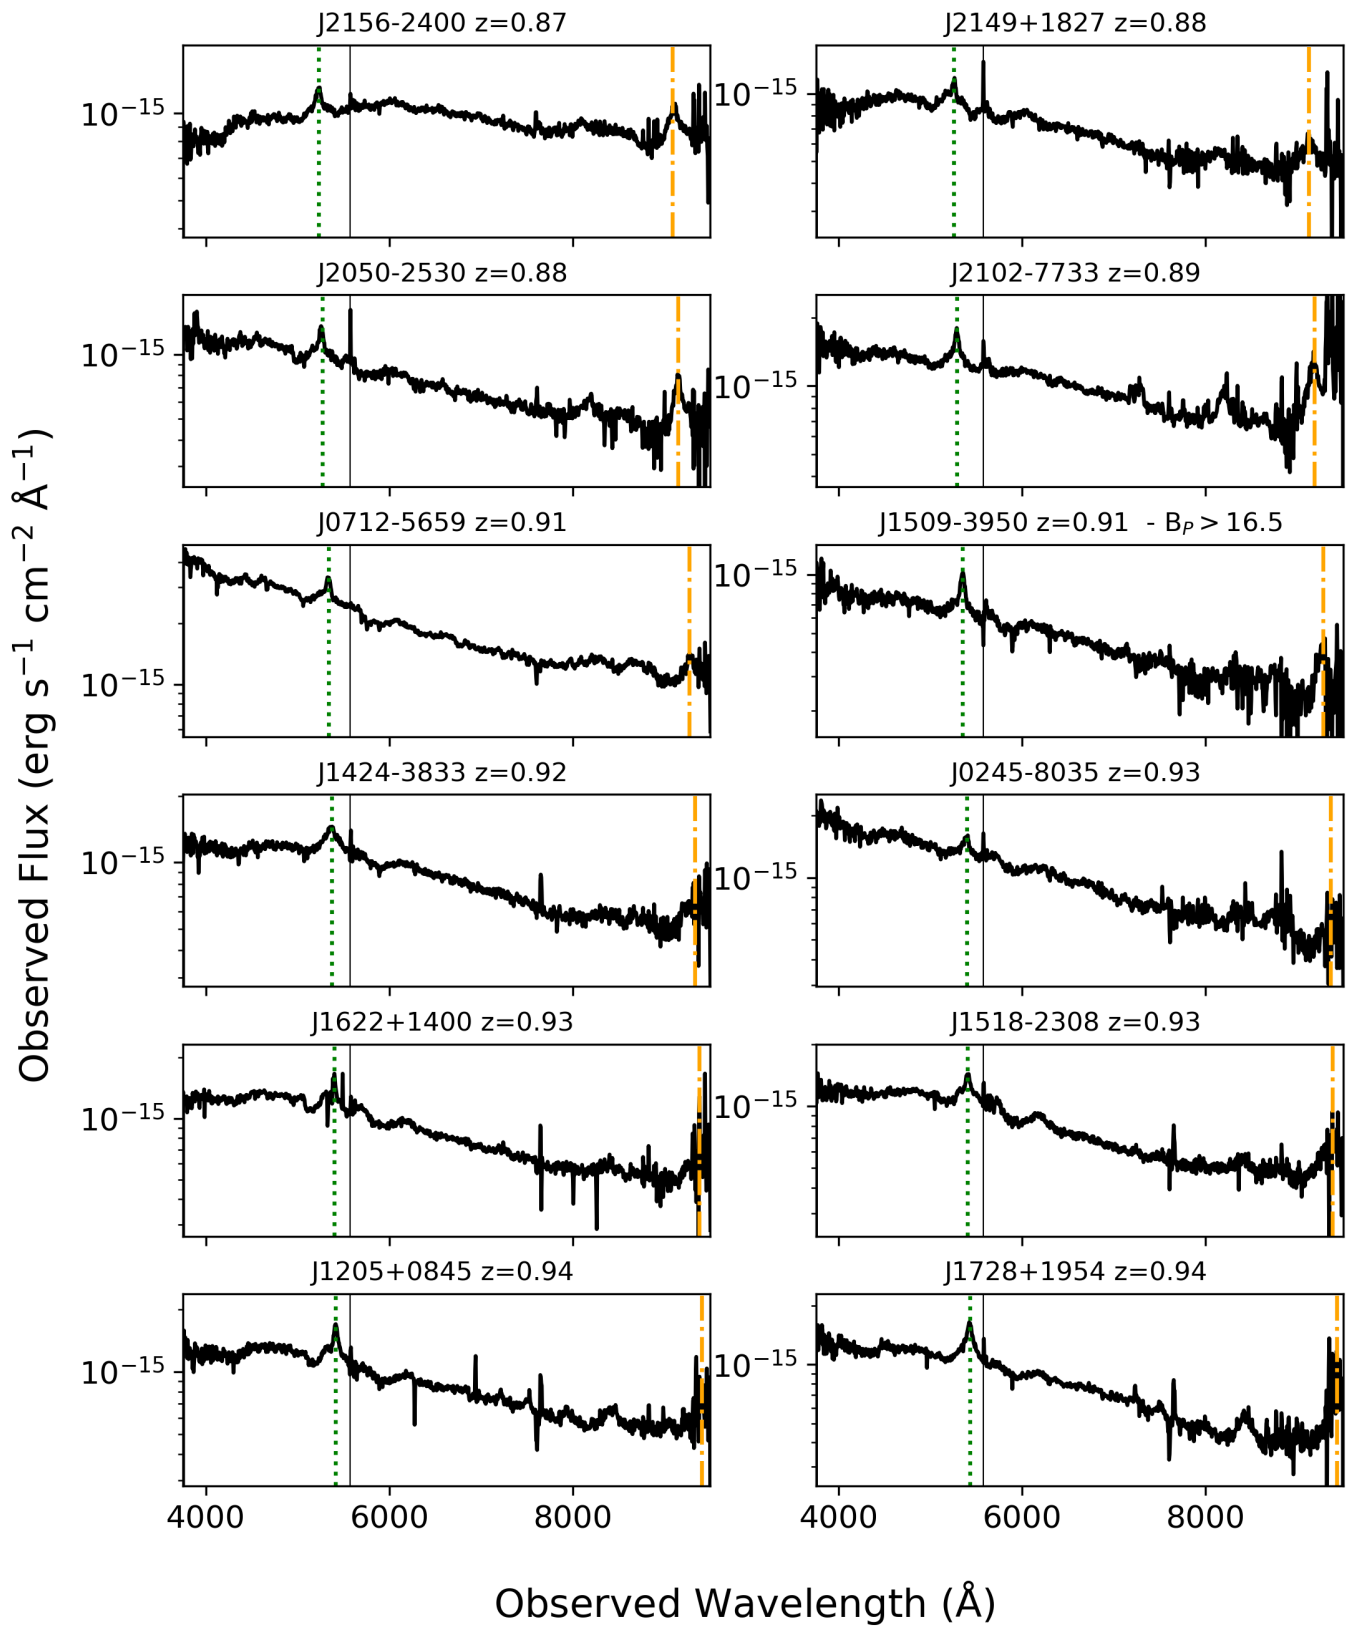 J2156-2400 z=0.87
J2149+1827 z=0.88
10⁻¹⁵
10⁻¹⁵
J2050-2530 z=0.88
J2102-7733 z=0.89
10⁻¹⁵
10⁻¹⁵
J0712-5659 z=0.91
J1509-3950 z=0.91 - B_P > 16.5
10⁻¹⁵
10⁻¹⁵
J1424-3833 z=0.92
J0245-8035 z=0.93
10⁻¹⁵
10⁻¹⁵
J1622+1400 z=0.93
J1518-2308 z=0.93
10⁻¹⁵
10⁻¹⁵
J1205+0845 z=0.94
J1728+1954 z=0.94
10⁻¹⁵
10⁻¹⁵
4000 6000 8000
4000 6000 8000
Observed Flux (erg s⁻¹ cm⁻² Å⁻¹)
Observed Wavelength (Å)